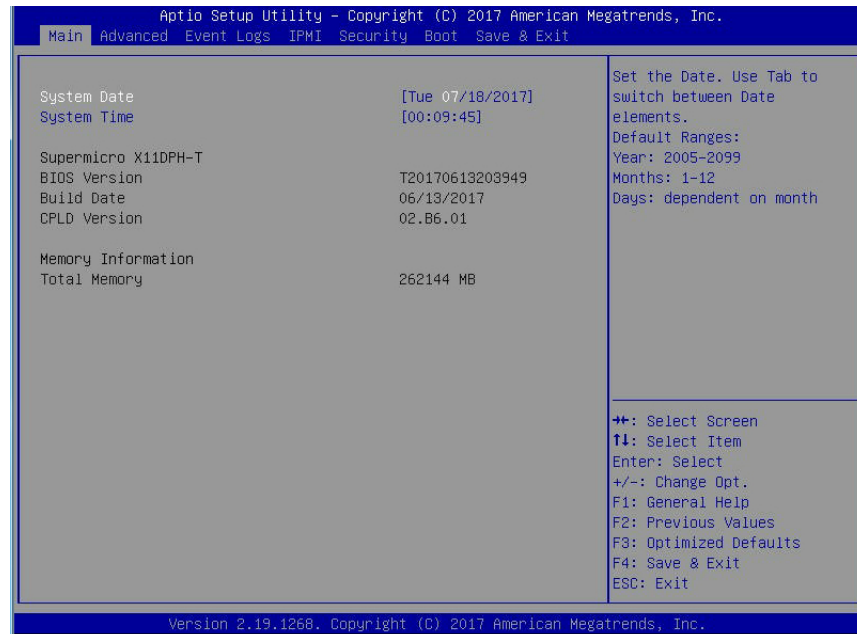 Aptio Setup Utility – Copyright (C) 2017 American Megatrends, Inc.
Main Advanced Event Logs IPMI Security Boot Save & Exit
System Date [Tue 07/18/2017]
System Time [00:09:45]
Supermicro X11DPH-T
BIOS Version T20170613203949
Build Date 06/13/2017
CPLD Version 02.B6.01
Memory Information
Total Memory 262144 MB
Set the Date. Use Tab to
switch between Date
elements.
Default Ranges:
Year: 2005-2099
Months: 1-12
Days: dependent on month
→←: Select Screen
↑↓: Select Item
Enter: Select
+/-: Change Opt.
F1: General Help
F2: Previous Values
F3: Optimized Defaults
F4: Save & Exit
ESC: Exit
Version 2.19.1268. Copyright (C) 2017 American Megatrends, Inc.